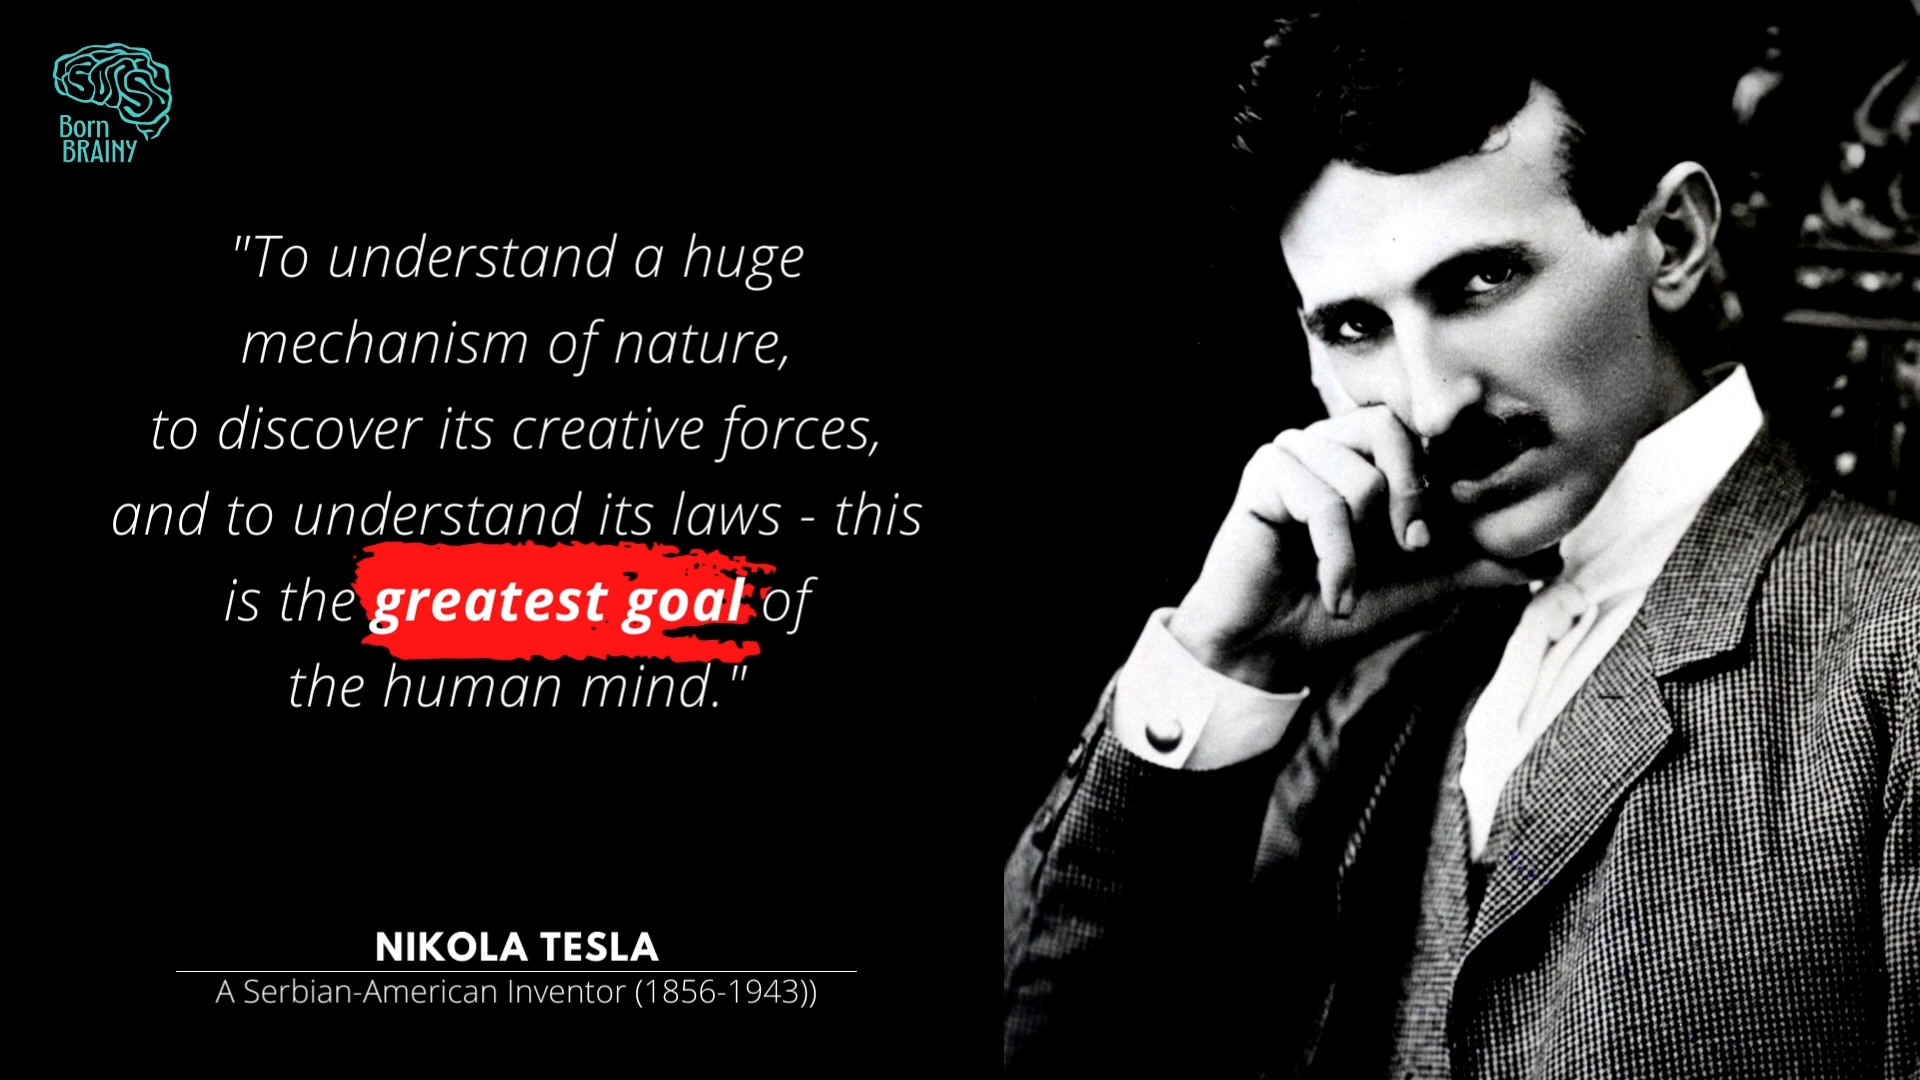 Born
BRAINY
"To understand a huge
mechanism of nature,
to discover its creative forces,
and to understand its laws - this
is the greatest goal of
the human mind."
NIKOLA TESLA
A Serbian-American Inventor (1856-1943))